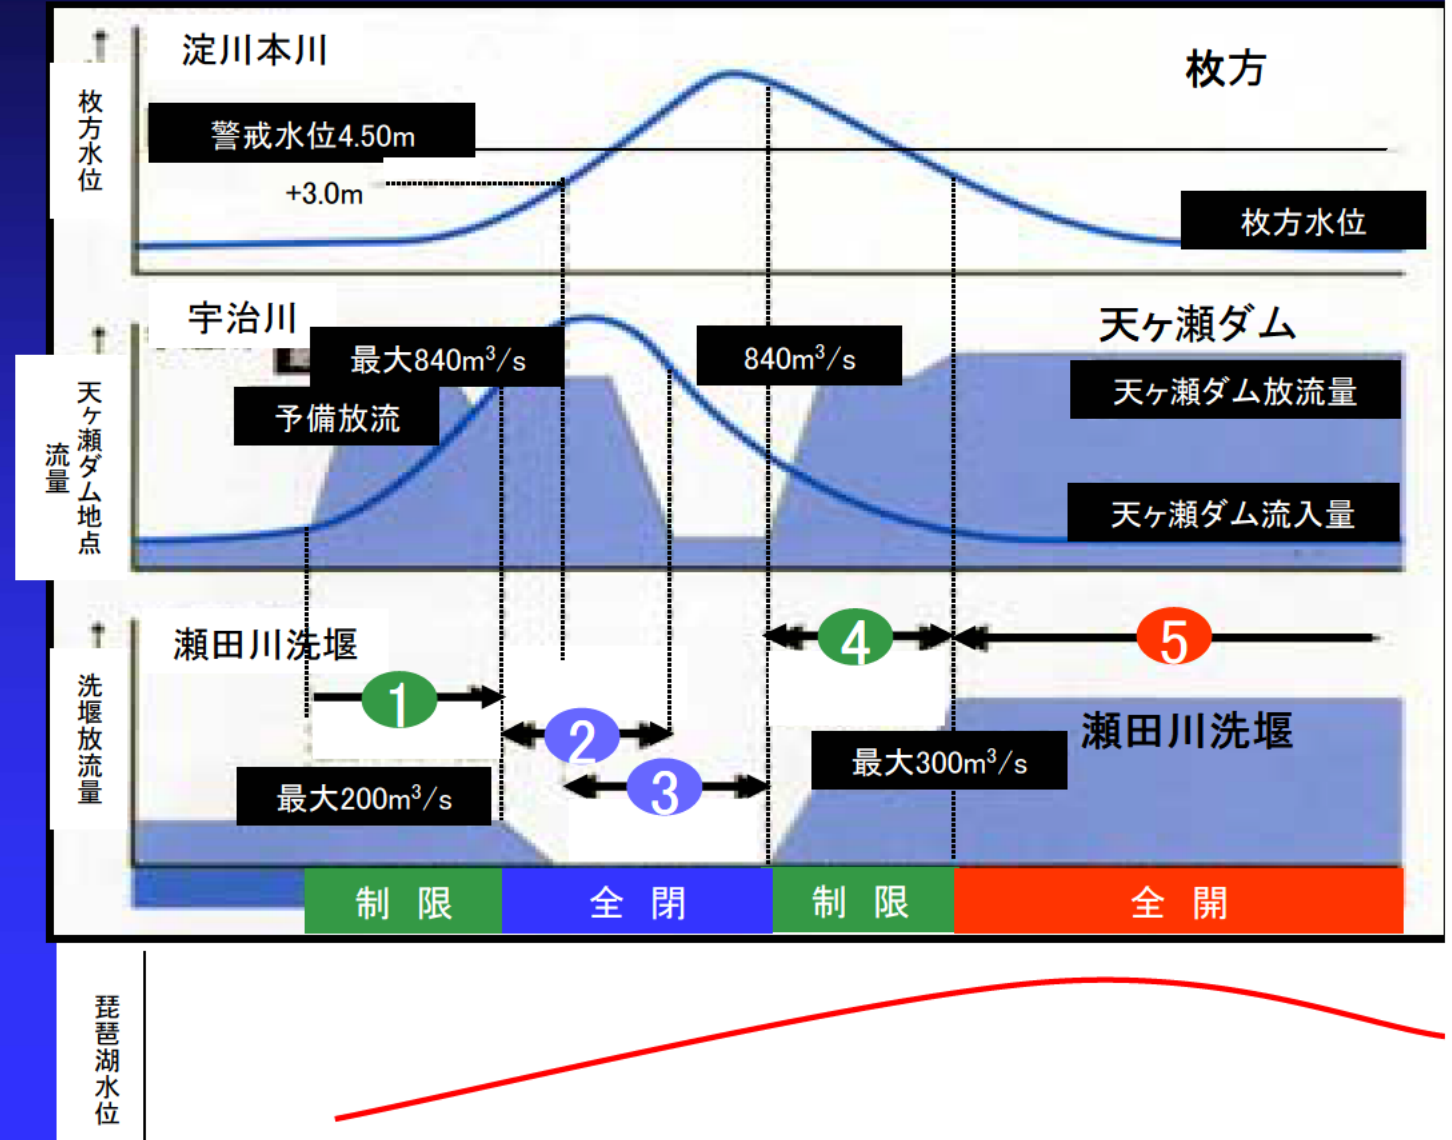 淀川本川
枚方
枚方水位
警戒水位4.50m
+3.0m
枚方水位
宇治川
天ヶ瀬ダム
最大840m³/s
840m³/s
予備放流
天ヶ瀬ダム放流量
天ヶ瀬ダム地点
流量
天ヶ瀬ダム流入量
瀬田川洗堰
4
5
1
洗堰放流量
2
瀬田川洗堰
3
最大300m³/s
最大200m³/s
制限
全閉
制限
全開
琵琶湖水位